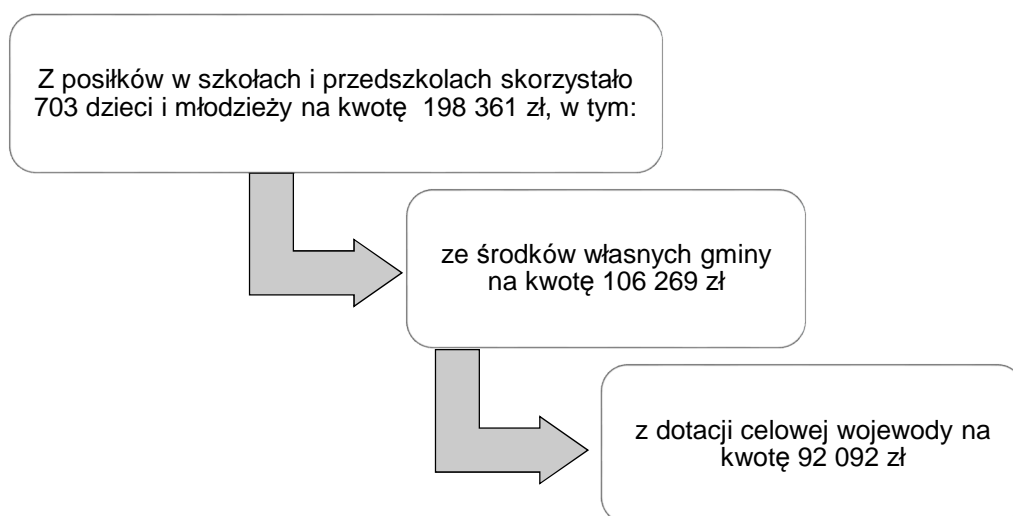 Z posiłków w szkołach i przedszkolach skorzystało
703 dzieci i młodzieży na kwotę 198 361 zł, w tym:
ze środków własnych gminy
na kwotę 106 269 zł
z dotacji celowej wojewody na
kwotę 92 092 zł